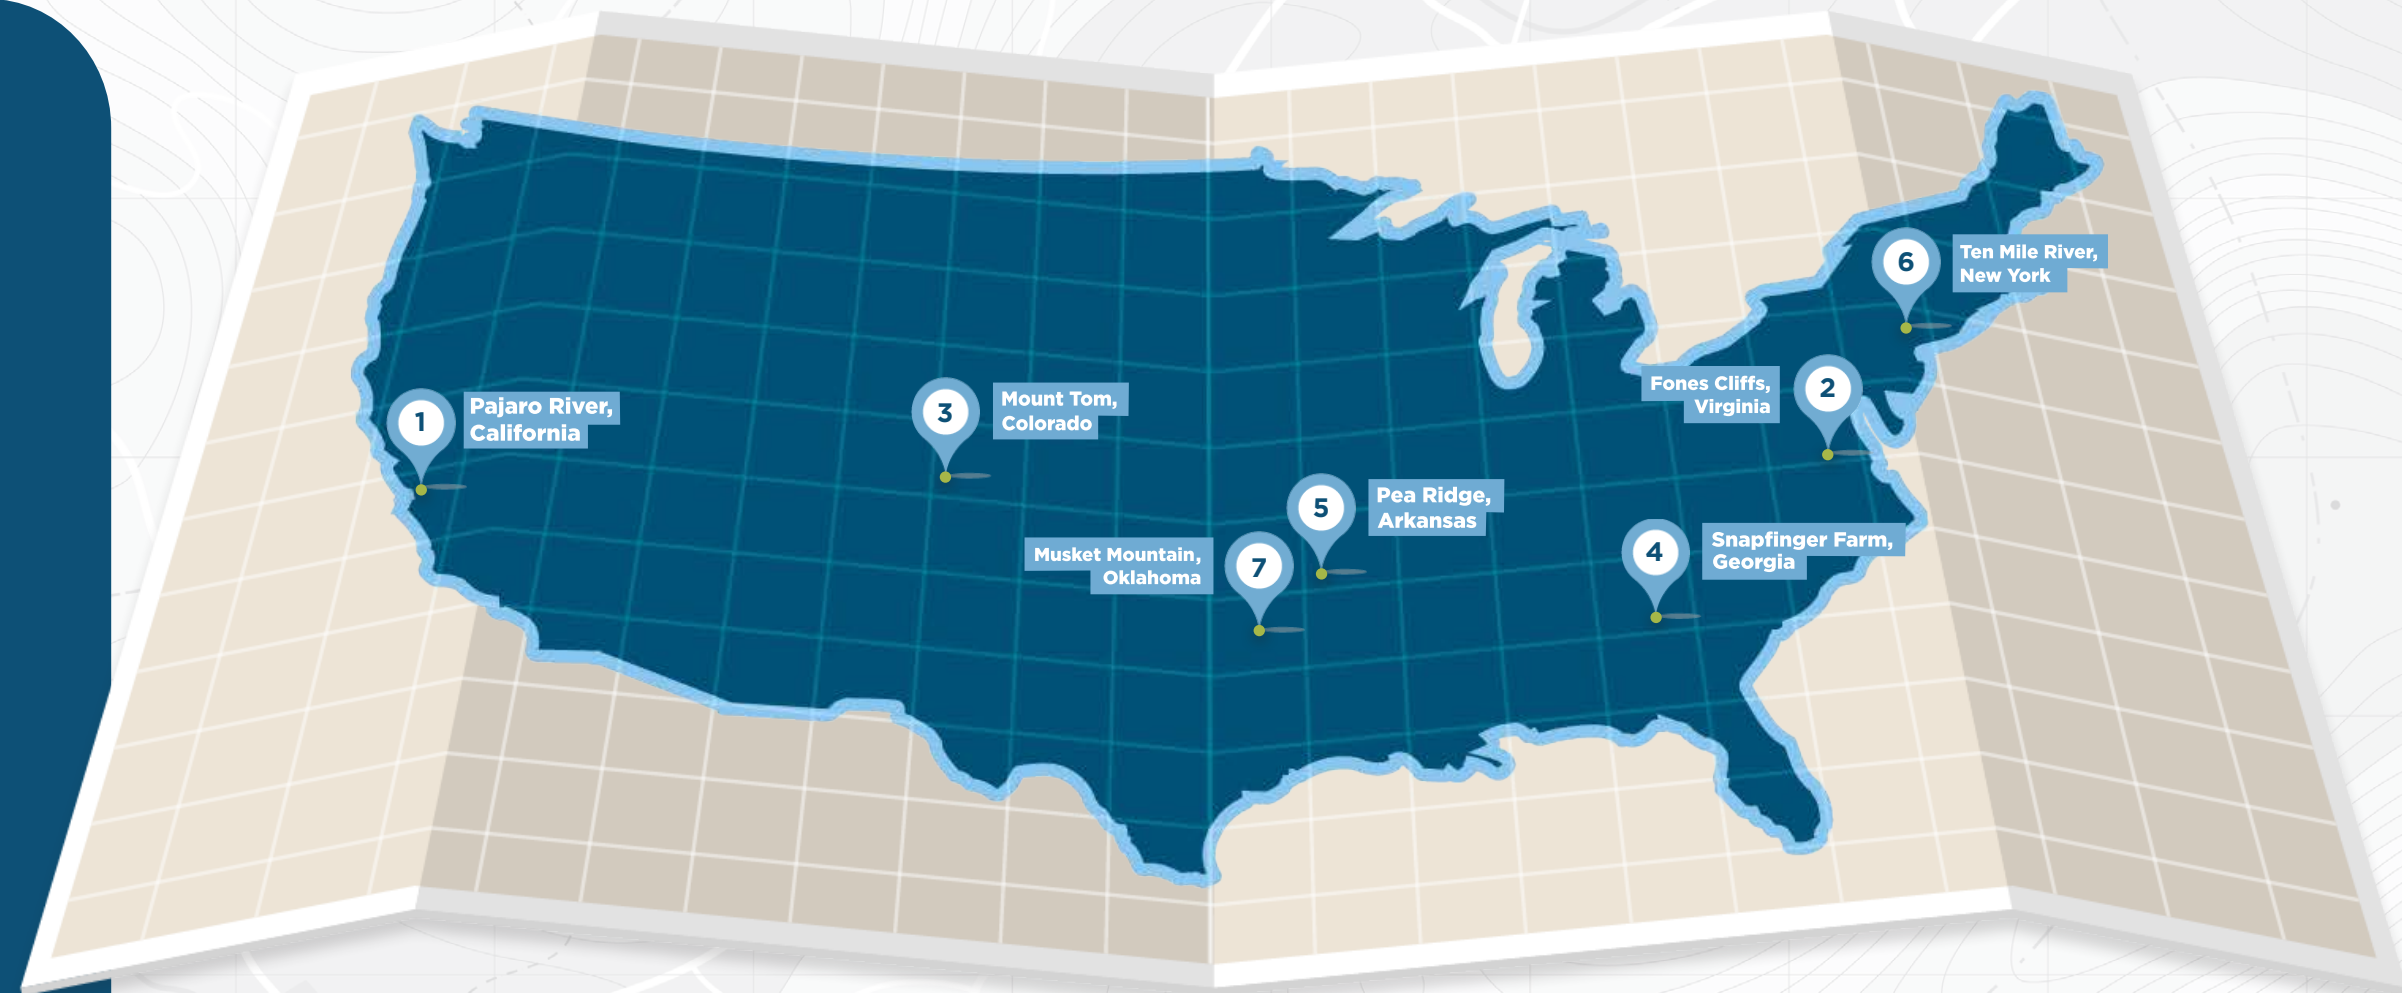 1
Pajaro River,
California
2
Fones Cliffs,
Virginia
3
Mount Tom,
Colorado
4
Snapfinger Farm,
Georgia
5
Pea Ridge,
Arkansas
6
Ten Mile River,
New York
7
Musket Mountain,
Oklahoma